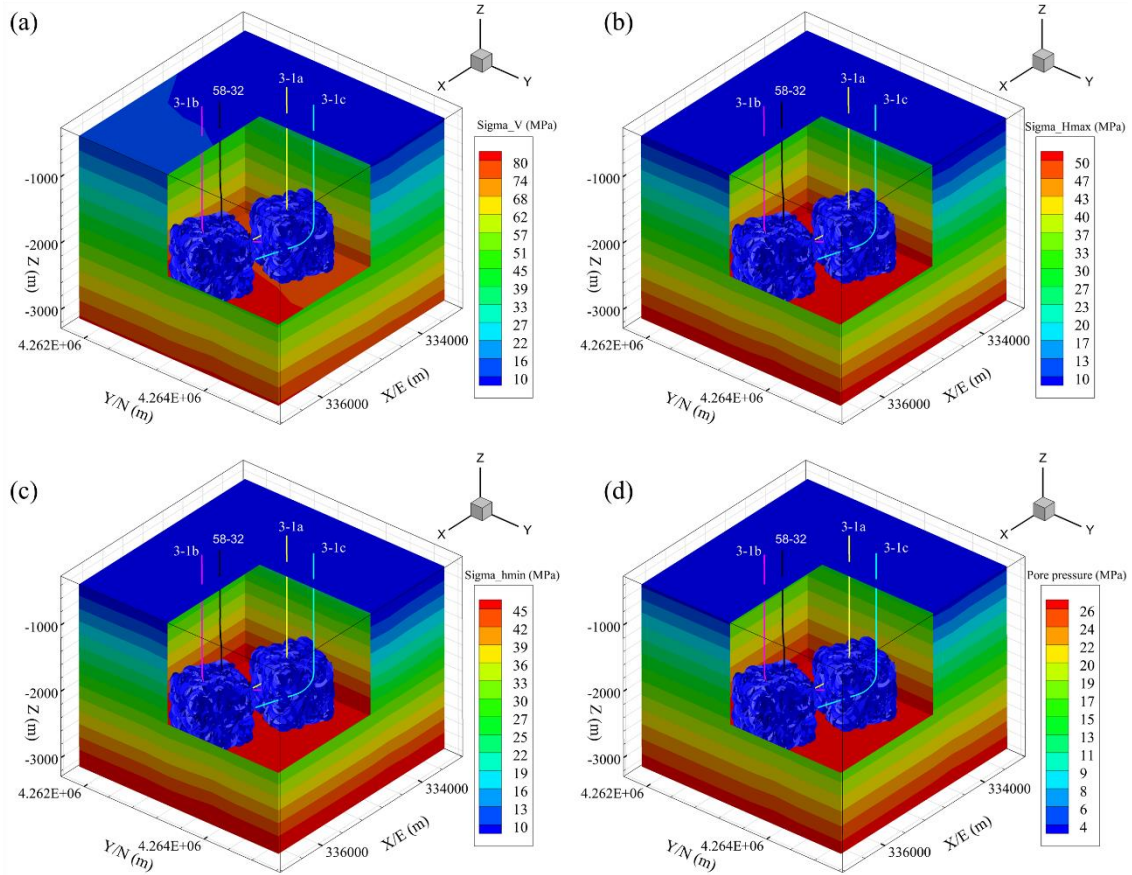 (a)
Z
X
Y
3-1a
58-32
3-1b
3-1c
Sigma_V (MPa)
80
74
68
62
57
51
45
39
33
27
22
16
10
-1000
-2000
-3000
Z (m)
4.262E+06
4.264E+06
Y/N (m)
334000
336000
X/E (m)
(b)
Z
X
Y
3-1a
58-32
3-1b
3-1c
Sigma_Hmax (MPa)
50
47
43
40
37
33
30
27
23
20
17
13
10
-1000
-2000
-3000
Z (m)
4.262E+06
4.264E+06
Y/N (m)
334000
336000
X/E (m)
(c)
Z
X
Y
3-1a
58-32
3-1b
3-1c
Sigma_hmin (MPa)
45
42
39
36
33
30
27
25
22
19
16
13
10
-1000
-2000
-3000
Z (m)
4.262E+06
4.264E+06
Y/N (m)
334000
336000
X/E (m)
(d)
Z
X
Y
3-1a
58-32
3-1b
3-1c
Pore pressure (MPa)
26
24
22
20
19
17
15
13
11
9
8
6
4
-1000
-2000
-3000
Z (m)
4.262E+06
4.264E+06
Y/N (m)
334000
336000
X/E (m)